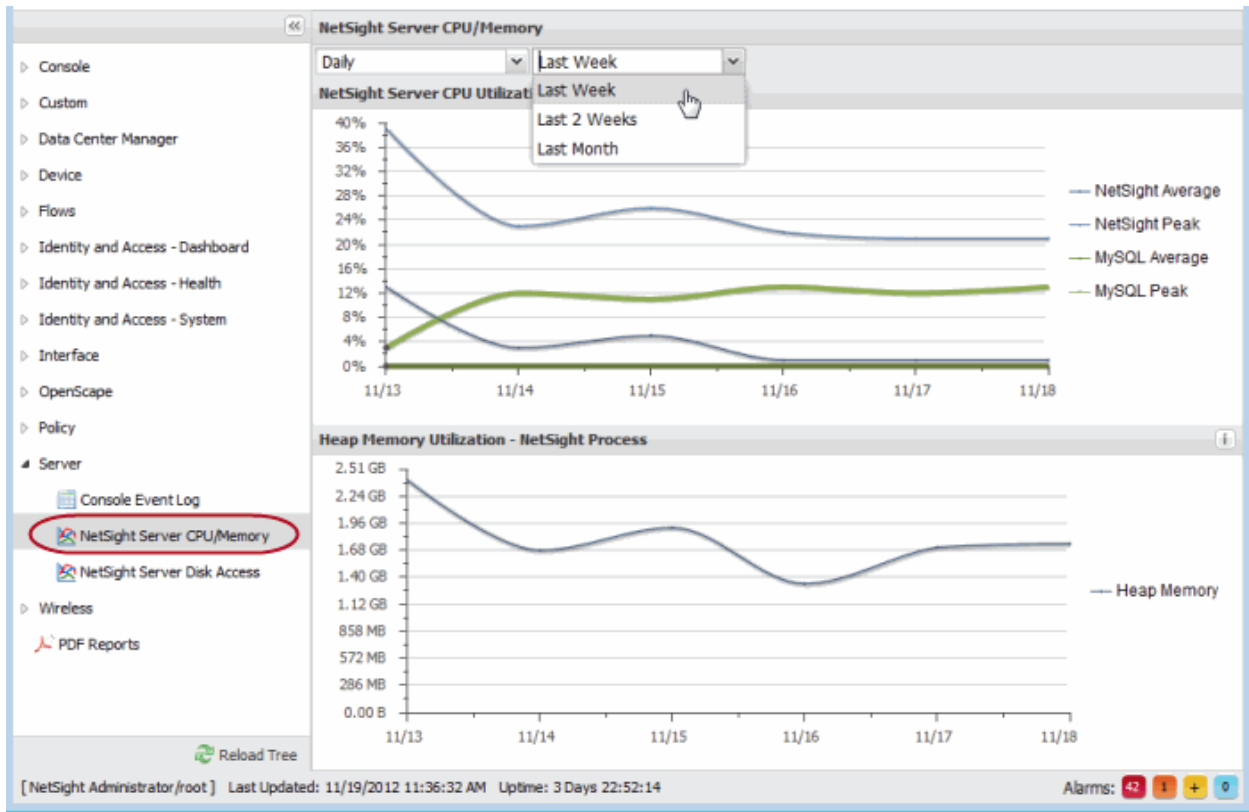 NetSight Server CPU/Memory
Console
Custom
Data Center Manager
Device
Flows
Identity and Access - Dashboard
Identity and Access - Health
Identity and Access - System
Interface
OpenScape
Policy
Server
Console Event Log
NetSight Server CPU/Memory
NetSight Server Disk Access
Wireless
PDF Reports
Reload Tree
Daily
Last Week
Last Week
Last 2 Weeks
Last Month
NetSight Server CPU Utilizati
40%
36%
32%
28%
24%
20%
16%
12%
8%
4%
0%
11/13 11/14 11/15 11/16 11/17 11/18
NetSight Average
NetSight Peak
MySQL Average
MySQL Peak
Heap Memory Utilization - NetSight Process
2.51 GB
2.24 GB
1.96 GB
1.68 GB
1.40 GB
1.12 GB
858 MB
572 MB
286 MB
0.00 B
11/13 11/14 11/15 11/16 11/17 11/18
Heap Memory
[ NetSight Administrator/root ] Last Updated: 11/19/2012 11:36:32 AM Uptime: 3 Days 22:52:14
Alarms: 42 1 + 0